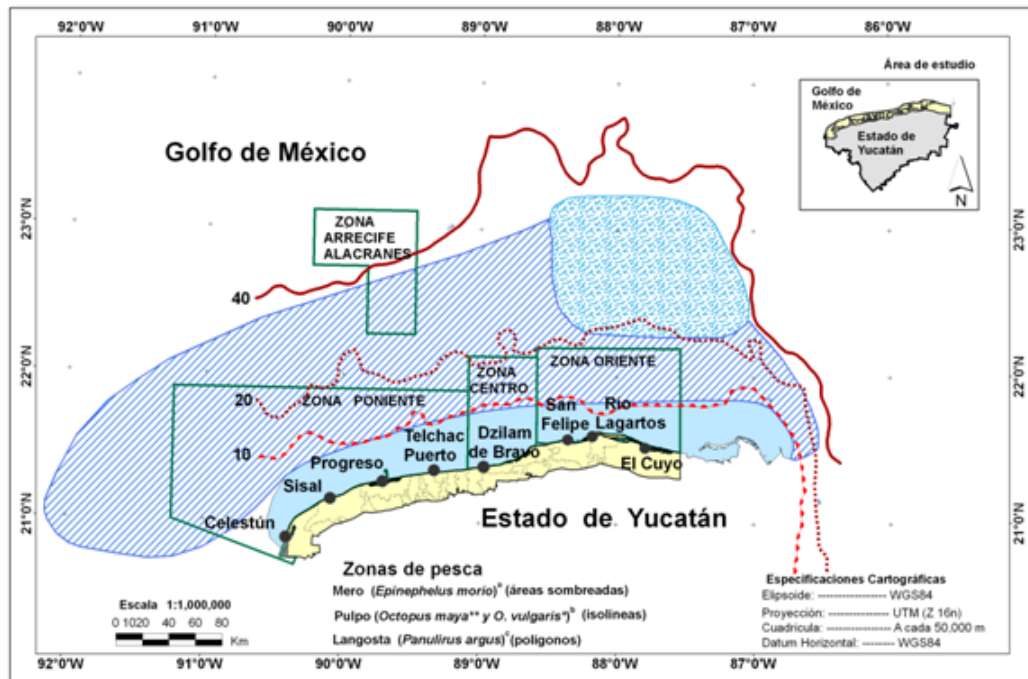 92°0'W 91°0'W 90°0'W 89°0'W 88°0'W 87°0'W 86°0'W
Área de estudio
Golfo de México
Estado de Yucatán
N
Golfo de México
23°0'N
22°0'N
21°0'N
23°0'N
22°0'N
21°0'N
ZONA
ARRECIFE
ALACRANES
40
20
10
ZONA PONIENTE
ZONA
CENTRO
ZONA ORIENTE
San
Felipe
Río
Lagartos
Telchac
Puerto
Dzilam
de Bravo
El Cuyo
Progreso
Sisal
Celestún
Estado de Yucatán
Zonas de pesca
Mero (Epinephelus morio)ᵃ (áreas sombreadas)
Pulpo (Octopus maya** y O. vulgaris*)ᵇ (isolineas)
Langosta (Panulirus argus)ᶜ (polígonos)
Escala 1:1,000,000
0 10 20 40 60 80
Km
Especificaciones Cartográficas
Elipsoide: ---------------- WGS84
Proyección: -------------- UTM (Z 16n)
Cuadricula: -------------- A cada 50,000 m
Datum Horizontal: -------- WGS84
92°0'W 91°0'W 90°0'W 89°0'W 88°0'W 87°0'W